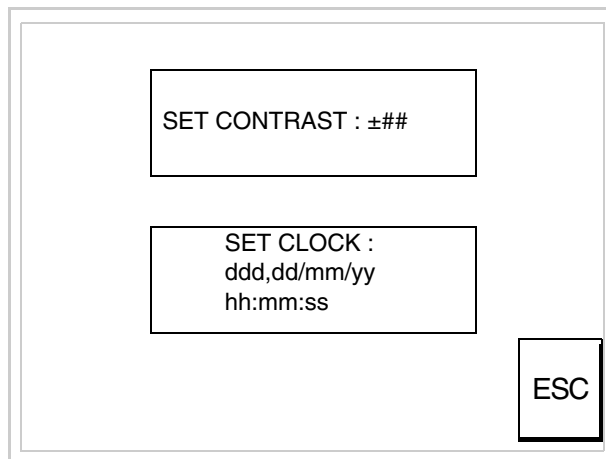 SET CONTRAST : ±##
SET CLOCK :
ddd,dd/mm/yy
hh:mm:ss
ESC